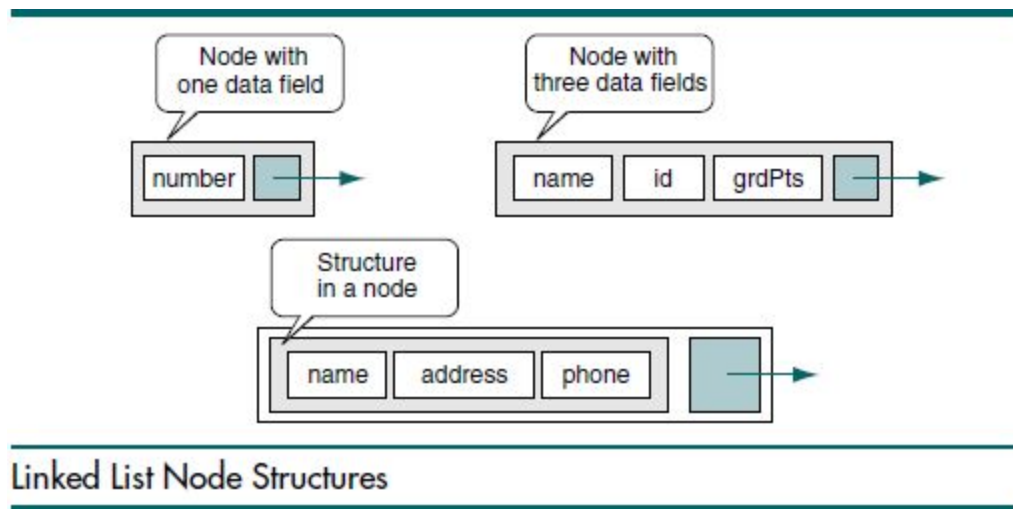 Node with
one data field
Node with
three data fields
number
name id grdPts
Structure
in a node
name address phone
Linked List Node Structures